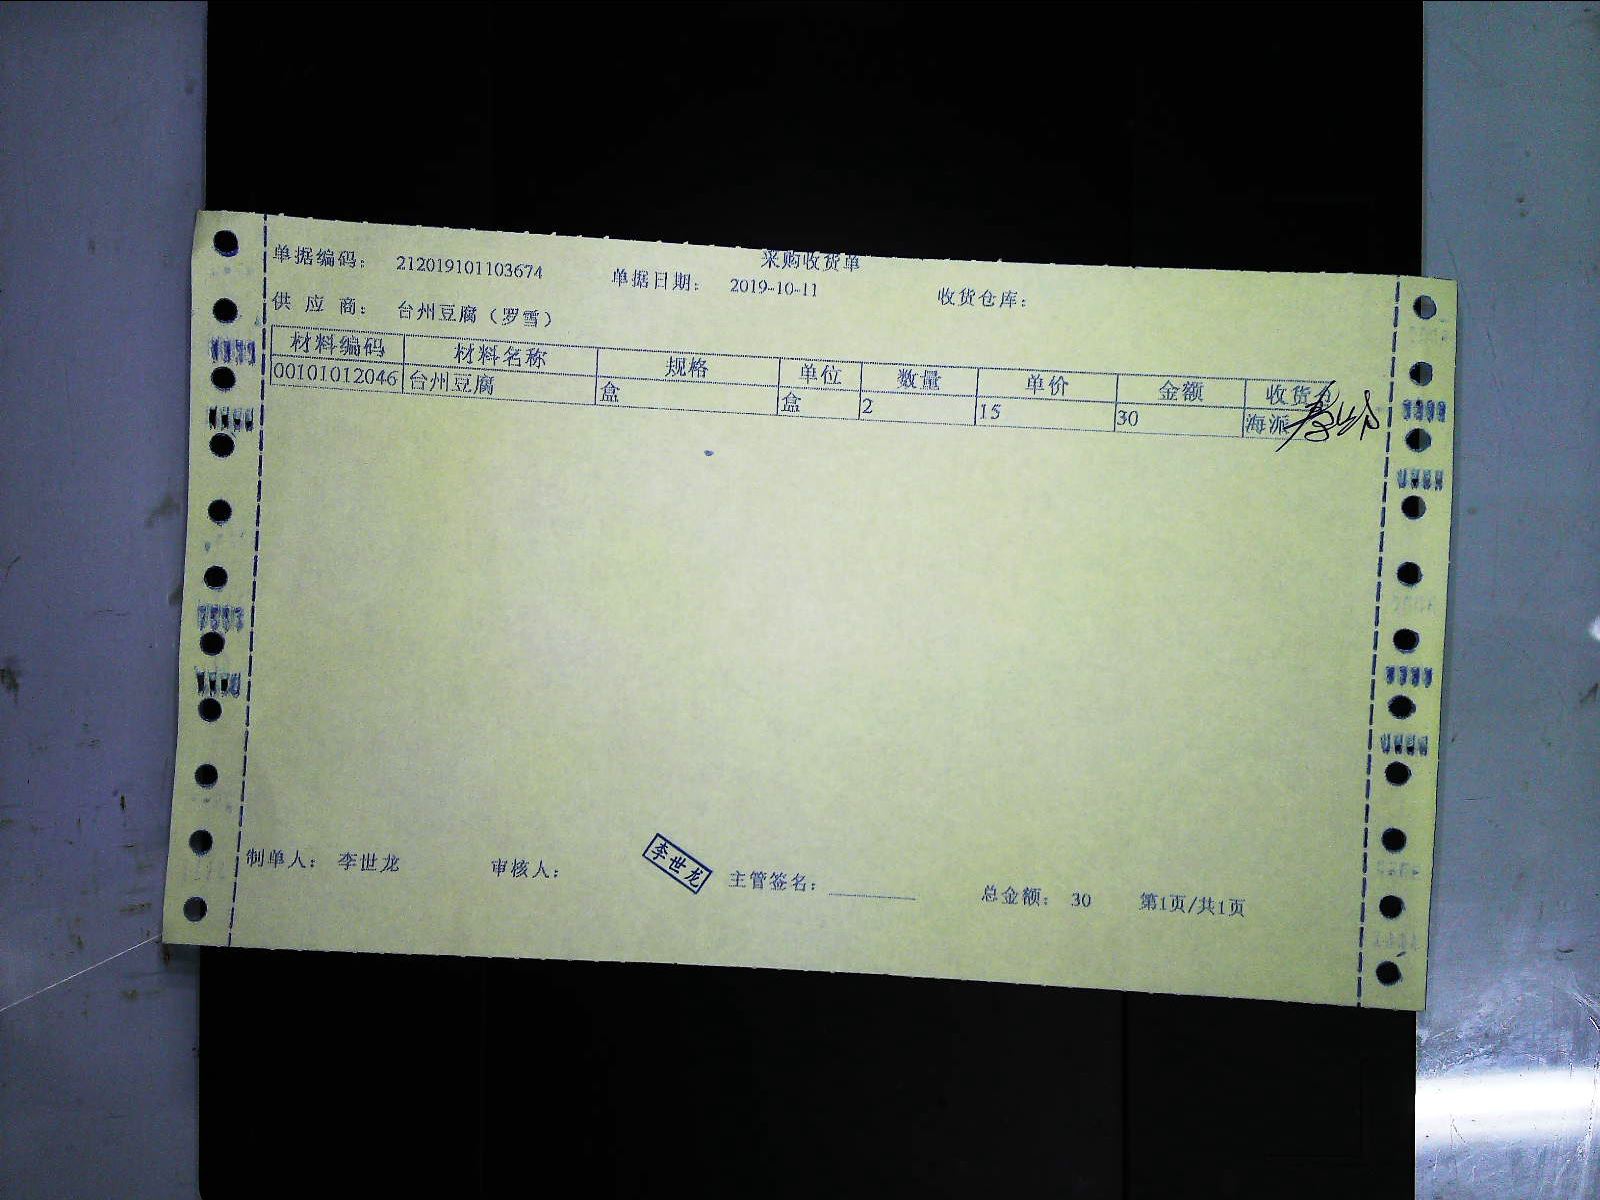 采购收货单
单据编码: 212019101103674 单据日期: 2019-10-11 收货仓库:
供应商: 台州豆腐(罗雪)
材料编码 材料名称 规格 单位 数量 单价 金额 收货
00101012046 台州豆腐 盒 盒 2 15 30 海派
制单人: 李世龙 审核人: 李世龙 主管签名: 总金额: 30 第1页/共1页